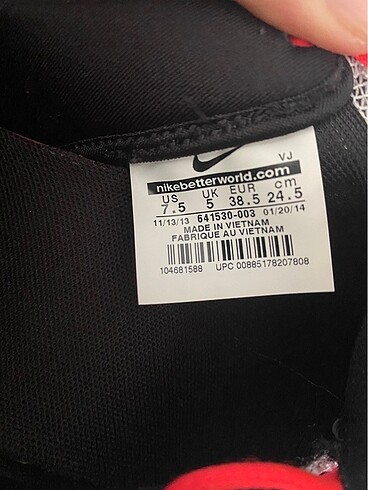 VJ
nikebetterworld.com
US UK EUR cm
7.5 5 38.5 24.5
11/13/13 641530-003 01/20/14
MADE IN VIETNAM
FABRIQUE AU VIETNAM
104681588 UPC 00885178207808